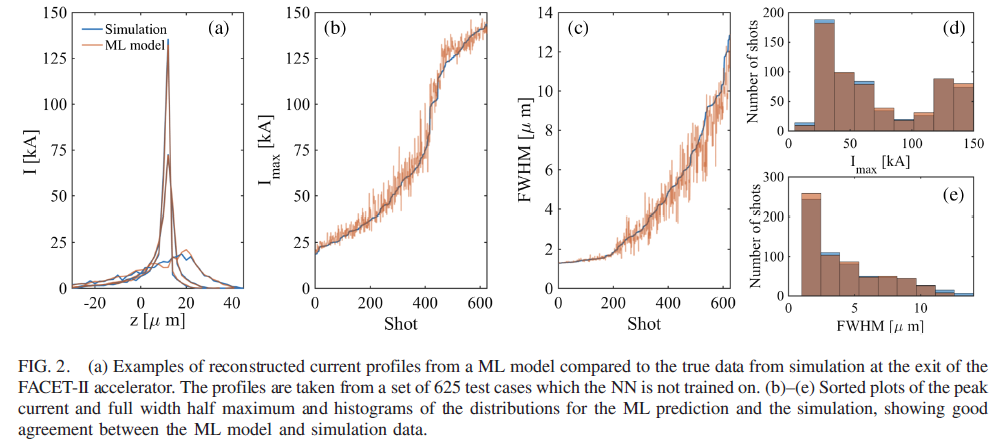 Simulation
ML model
(a)
150
125
100
75
50
25
0
I [kA]
-20
0
20
40
z [μ m]
(b)
150
125
100
75
50
25
0
I max [kA]
0
200
400
600
Shot
(c)
14
12
10
8
6
4
2
0
FWHM [μ m]
0
200
400
600
Shot
(d)
200
150
100
50
0
Number of shots
0
50
100
150
I max [kA]
(e)
300
200
100
0
Number of shots
5
10
FWHM [μ m]
FIG. 2. (a) Examples of reconstructed current profiles from a ML model compared to the true data from simulation at the exit of the
FACET-II accelerator. The profiles are taken from a set of 625 test cases which the NN is not trained on. (b)–(e) Sorted plots of the peak
current and full width half maximum and histograms of the distributions for the ML prediction and the simulation, showing good
agreement between the ML model and simulation data.